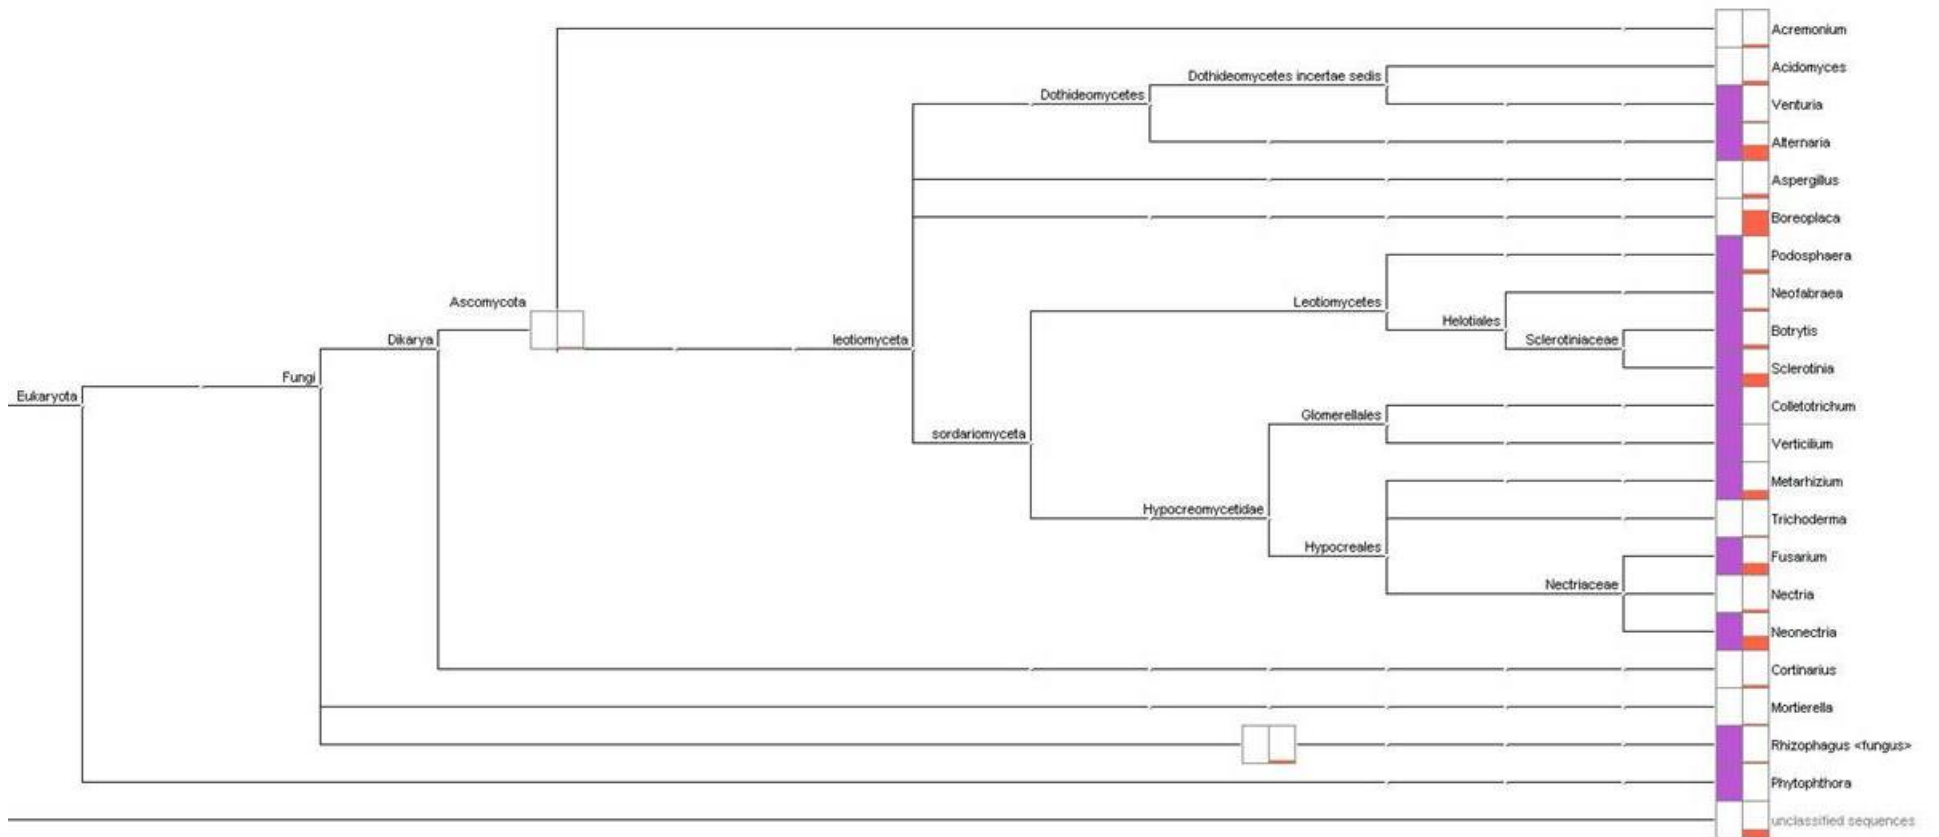 Acremonium
Acidomyces
Dothideomycetes incertae sedis
Dothideomycetes
Venturia
Alternaria
Aspergillus
Boreoplaca
Podosphaera
Neofabraea
Ascomycota
Leotiomycetes
Helotiales
Botrytis
Dikarya
leotiomyceta
Sclerotiniaceae
Sclerotinia
Fungi
Eukaryota
Colletotrichum
Glomerellales
sordariomyceta
Verticilium
Metarhizium
Hypocreomycetidae
Trichoderma
Hypocreales
Fusarium
Nectriaceae
Nectria
Neonectria
Cortinarius
Mortierella
Rhizophagus <fungus>
Phytophthora
unclassified sequences